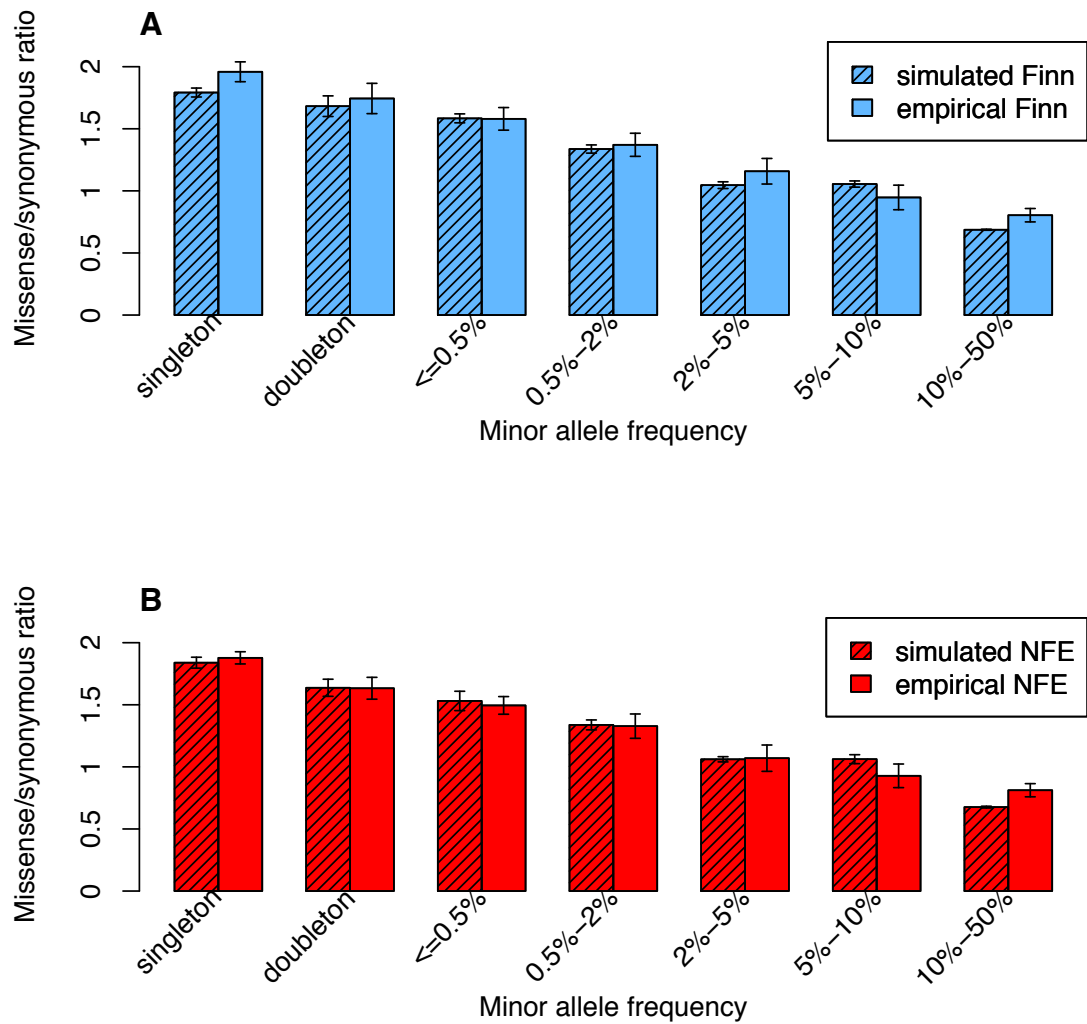 A
Missense/synonymous ratio
2
1.5
1
0.5
0
simulated Finn
empirical Finn
singleton
doubleton
<=0.5%
0.5%−2%
2%−5%
5%−10%
10%−50%
Minor allele frequency
B
Missense/synonymous ratio
2
1.5
1
0.5
0
simulated NFE
empirical NFE
singleton
doubleton
<=0.5%
0.5%−2%
2%−5%
5%−10%
10%−50%
Minor allele frequency